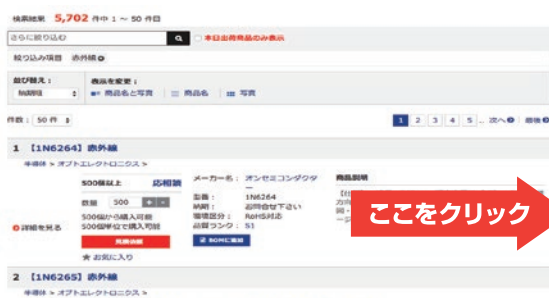 検索結果 5,702 件中 1 ～ 50 件目
さらに絞り込む
本日出荷商品のみ表示
絞り込み項目 赤外線
並び替え：
表示を変更：
商品名と写真 商品名 写真
件数： 50 件
1 2 3 4 5 .. 次へ 最後
1 【1N6264】赤外線
半導体 > オプトエレクトロニクス >
500個以上 応相談
数量 500 + -
500個から購入可能
500個単位で購入可能
詳細を見る
見積依頼
★ お気に入り
メーカー名： オンセミコンダクター
型番： 1N6264
納期： お問合せ下さい
環境区分： RoHS対応
品質ランク： S1
BOMに追加
商品説明
ここをクリック
2 【1N6265】赤外線
半導体 > オプトエレクトロニクス >